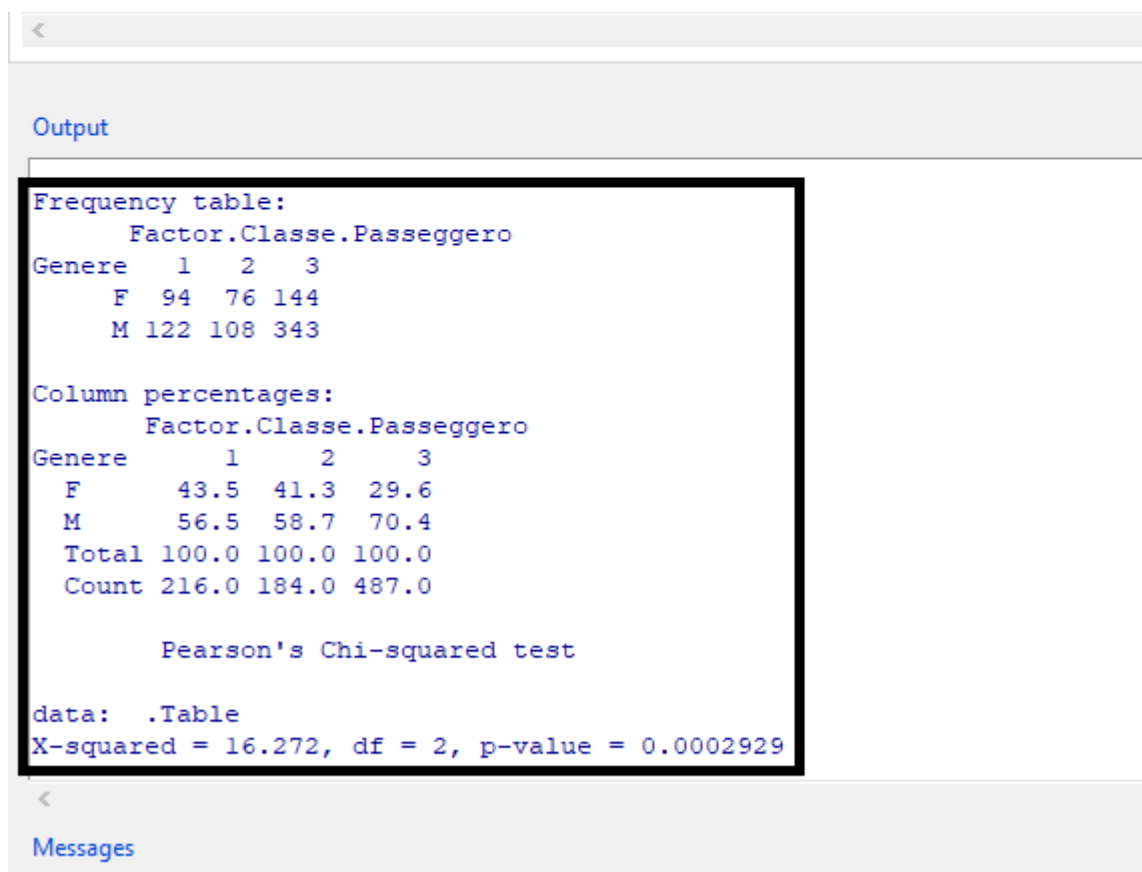 Output
Frequency table:
Factor.Classe.Passeggero
Genere 1 2 3
F 94 76 144
M 122 108 343
Column percentages:
Factor.Classe.Passeggero
Genere 1 2 3
F 43.5 41.3 29.6
M 56.5 58.7 70.4
Total 100.0 100.0 100.0
Count 216.0 184.0 487.0
Pearson's Chi-squared test
data: .Table
X-squared = 16.272, df = 2, p-value = 0.0002929
Messages